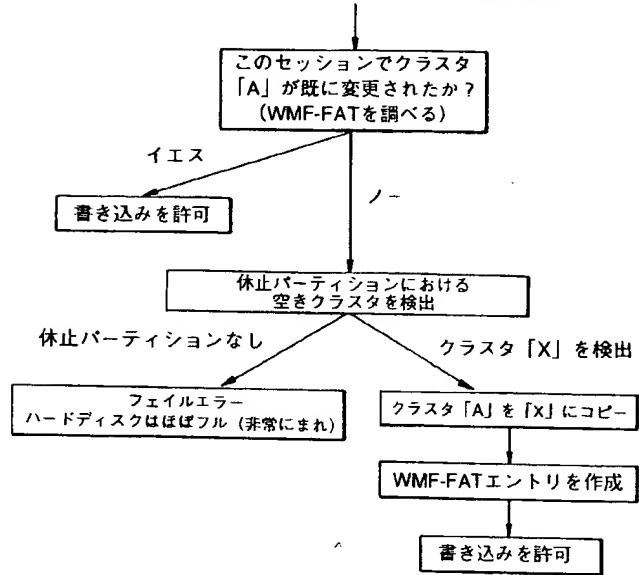 このセッションでクラスタ
「A」が既に変更されたか?
(WMF-FATを調べる)
イエス
ノー
書き込みを許可
休止パーティションにおける
空きクラスタを検出
休止パーティションなし
クラスタ「X」を検出
フェイルエラー
ハードディスクはほぼフル(非常にまれ)
クラスタ「A」を「X」にコピー
WMF-FATエントリを作成
書き込みを許可